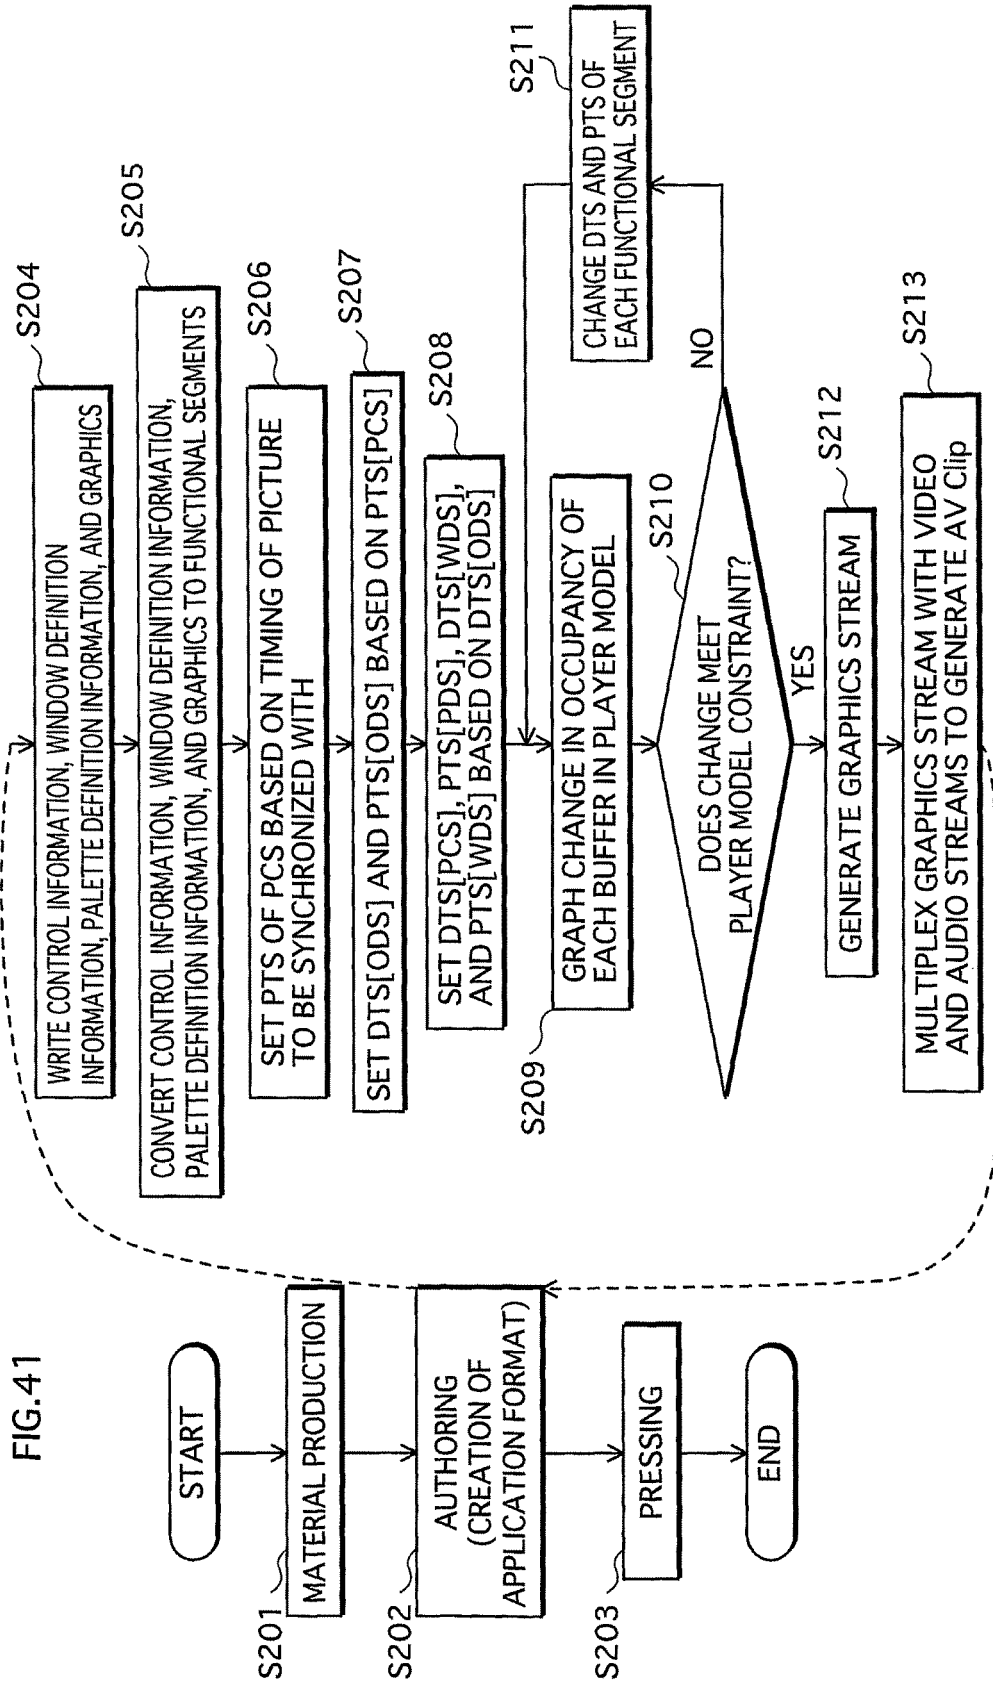 FIG.41
START
S201
MATERIAL PRODUCTION
S202
AUTHORING
(CREATION OF
APPLICATION FORMAT)
S203
PRESSING
END
S204
WRITE CONTROL INFORMATION, WINDOW DEFINITION
INFORMATION, PALETTE DEFINITION INFORMATION, AND GRAPHICS
S205
CONVERT CONTROL INFORMATION, WINDOW DEFINITION INFORMATION,
PALETTE DEFINITION INFORMATION, AND GRAPHICS TO FUNCTIONAL SEGMENTS
S206
SET PTS OF PCS BASED ON TIMING OF PICTURE
TO BE SYNCHRONIZED WITH
S207
SET DTS[ODS] AND PTS[ODS] BASED ON PTS[PCS]
S208
SET DTS[PCS], PTS[PDS], DTS[WDS],
AND PTS[WDS] BASED ON DTS[ODS]
S209
GRAPH CHANGE IN OCCUPANCY OF
EACH BUFFER IN PLAYER MODEL
S210
DOES CHANGE MEET
PLAYER MODEL CONSTRAINT?
NO
S211
CHANGE DTS AND PTS OF
EACH FUNCTIONAL SEGMENT
YES
S212
GENERATE GRAPHICS STREAM
S213
MULTIPLEX GRAPHICS STREAM WITH VIDEO
AND AUDIO STREAMS TO GENERATE AV Clip